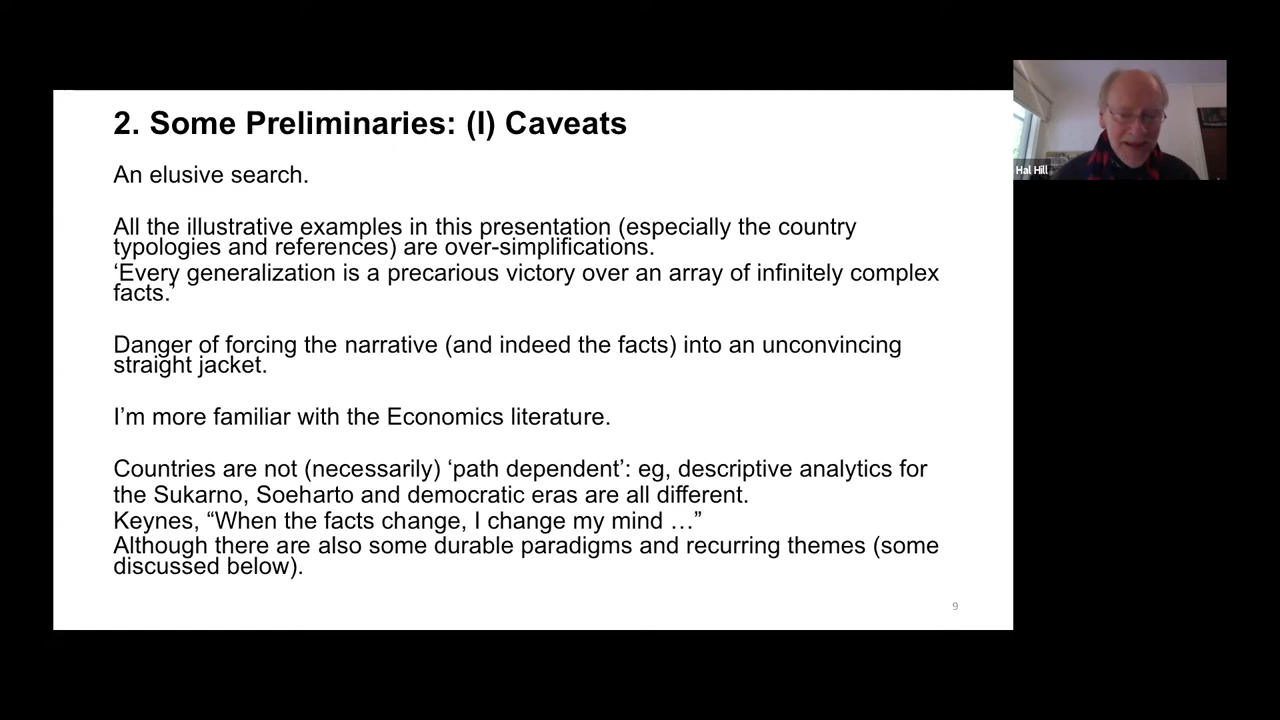 2. Some Preliminaries: (I) Caveats
An elusive search.
All the illustrative examples in this presentation (especially the country
typologies and references) are over-simplifications.
‘Every generalization is a precarious victory over an array of infinitely complex
facts.’
Danger of forcing the narrative (and indeed the facts) into an unconvincing
straight jacket.
I’m more familiar with the Economics literature.
Countries are not (necessarily) ‘path dependent’: eg, descriptive analytics for
the Sukarno, Soeharto and democratic eras are all different.
Keynes, “When the facts change, I change my mind …”
Although there are also some durable paradigms and recurring themes (some
discussed below).
9
Hal Hill